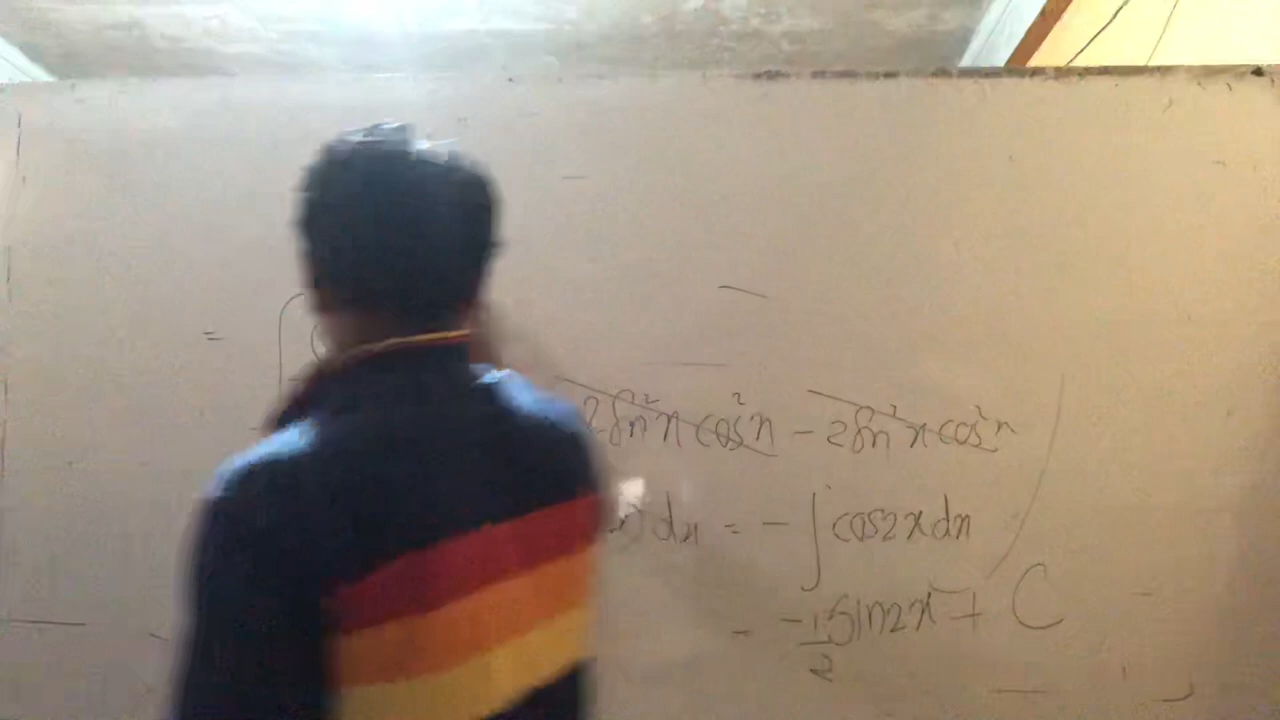 2sin²x cos²x - 2sin²x cos²x
) dx = - ∫ cos2x dx
= -1/2 sin2x + C